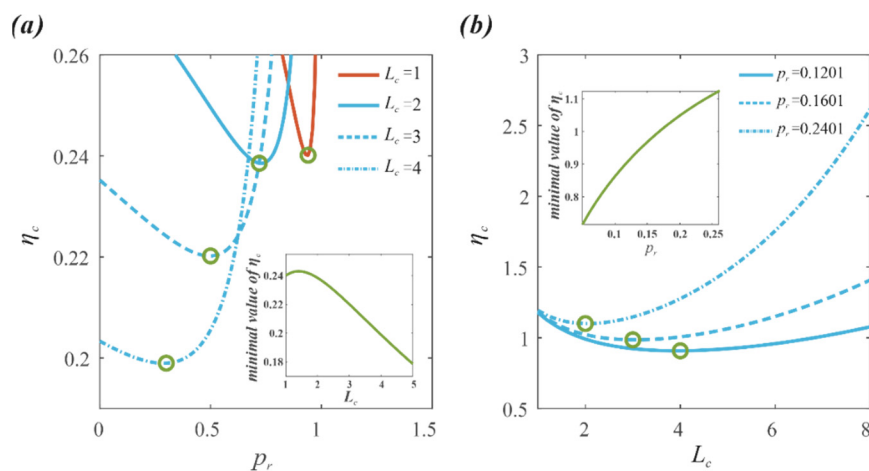 (a)
0.26
0.24
0.22
0.2
η_c
0
0.5
1
1.5
p_r
L_c =1
L_c =2
L_c =3
L_c =4
minimal value of η_c
0.24
0.22
0.2
0.18
1
2
3
4
5
L_c
(b)
3
2.5
2
1.5
1
0.5
η_c
2
4
6
8
L_c
p_r =0.1201
p_r =0.1601
p_r =0.2401
minimal value of η_c
1.1
1
0.9
0.8
0.1
0.15
0.2
0.25
p_r